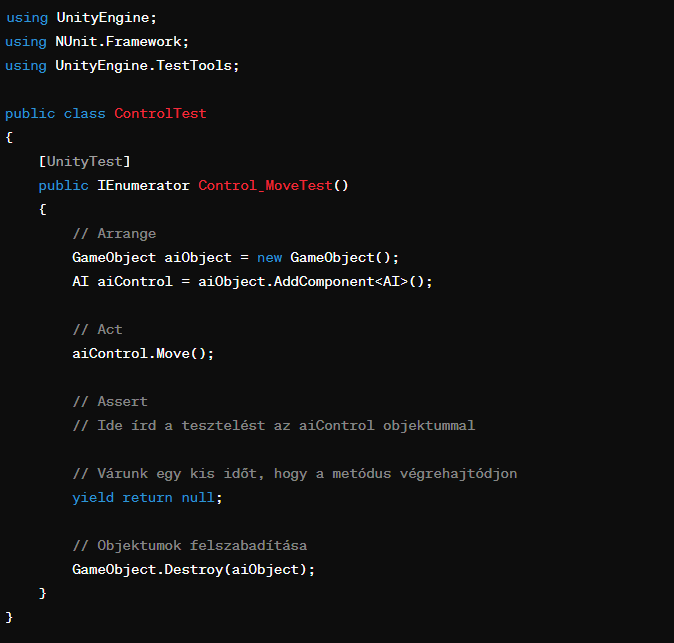 using UnityEngine;
using NUnit.Framework;
using UnityEngine.TestTools;
public class ControlTest
{
[UnityTest]
public IEnumerator Control_MoveTest()
{
// Arrange
GameObject aiObject = new GameObject();
AI aiControl = aiObject.AddComponent<AI>();
// Act
aiControl.Move();
// Assert
// Ide írd a tesztelést az aiControl objektummal
// Várunk egy kis időt, hogy a metódus végrehajtódjon
yield return null;
// Objektumok felszabadítása
GameObject.Destroy(aiObject);
}
}